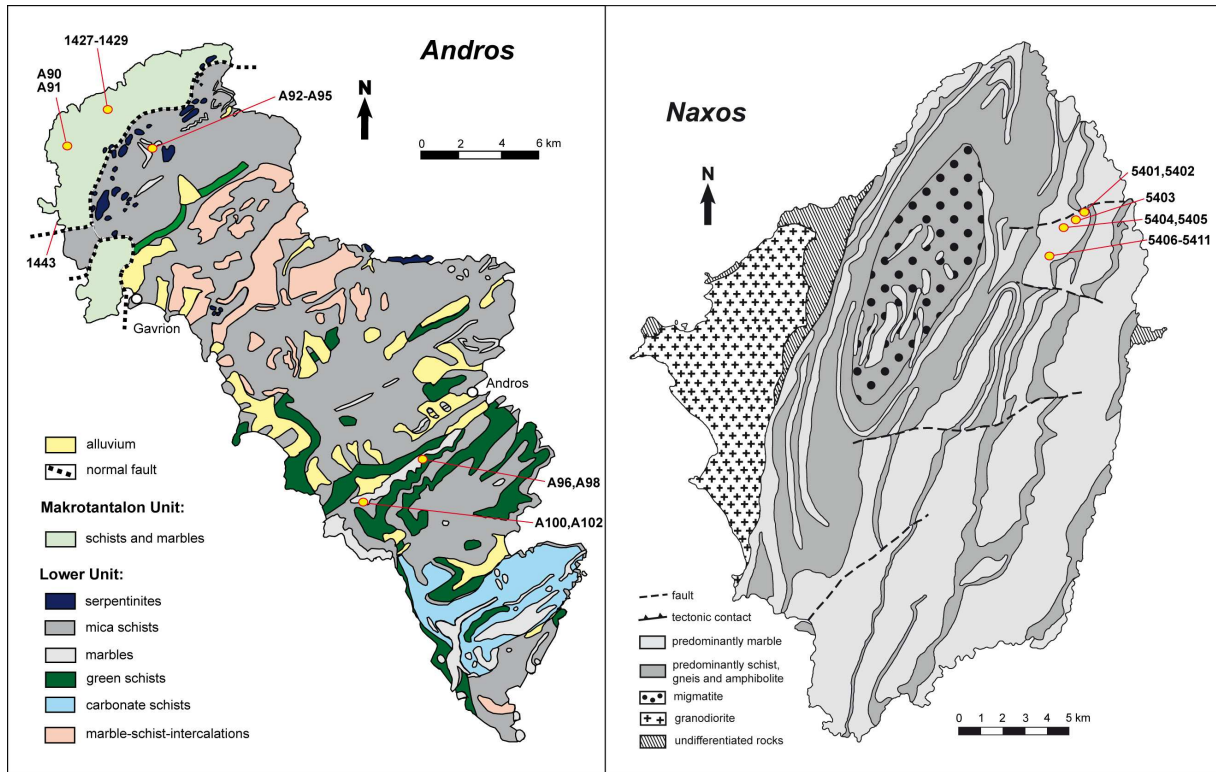 Andros
1427-1429
A90
A91
A92-A95
N
0 2 4 6 km
1443
Gavrion
Andros
A96,A98
A100,A102
alluvium
normal fault
Makrotantalon Unit:
schists and marbles
Lower Unit:
serpentinites
mica schists
marbles
green schists
carbonate schists
marble-schist-intercalations
Naxos
N
5401,5402
5403
5404,5405
5406-5411
fault
tectonic contact
predominantly marble
predominantly schist,
gneis and amphibolite
migmatite
granodiorite
undifferentiated rocks
0 1 2 3 4 5 km